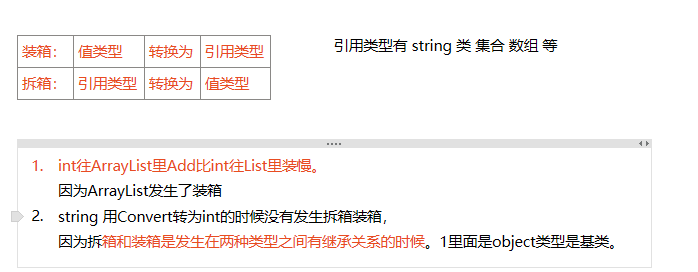 装箱： 值类型 转换为 引用类型
引用类型有 string 类 集合 数组 等
拆箱： 引用类型 转换为 值类型
1. int往ArrayList里Add比int往List里装慢。
因为ArrayList发生了装箱
2. string 用Convert转为int的时候没有发生拆箱装箱，
因为拆箱和装箱是发生在两种类型之间有继承关系的时候。1里面是object类型是基类。